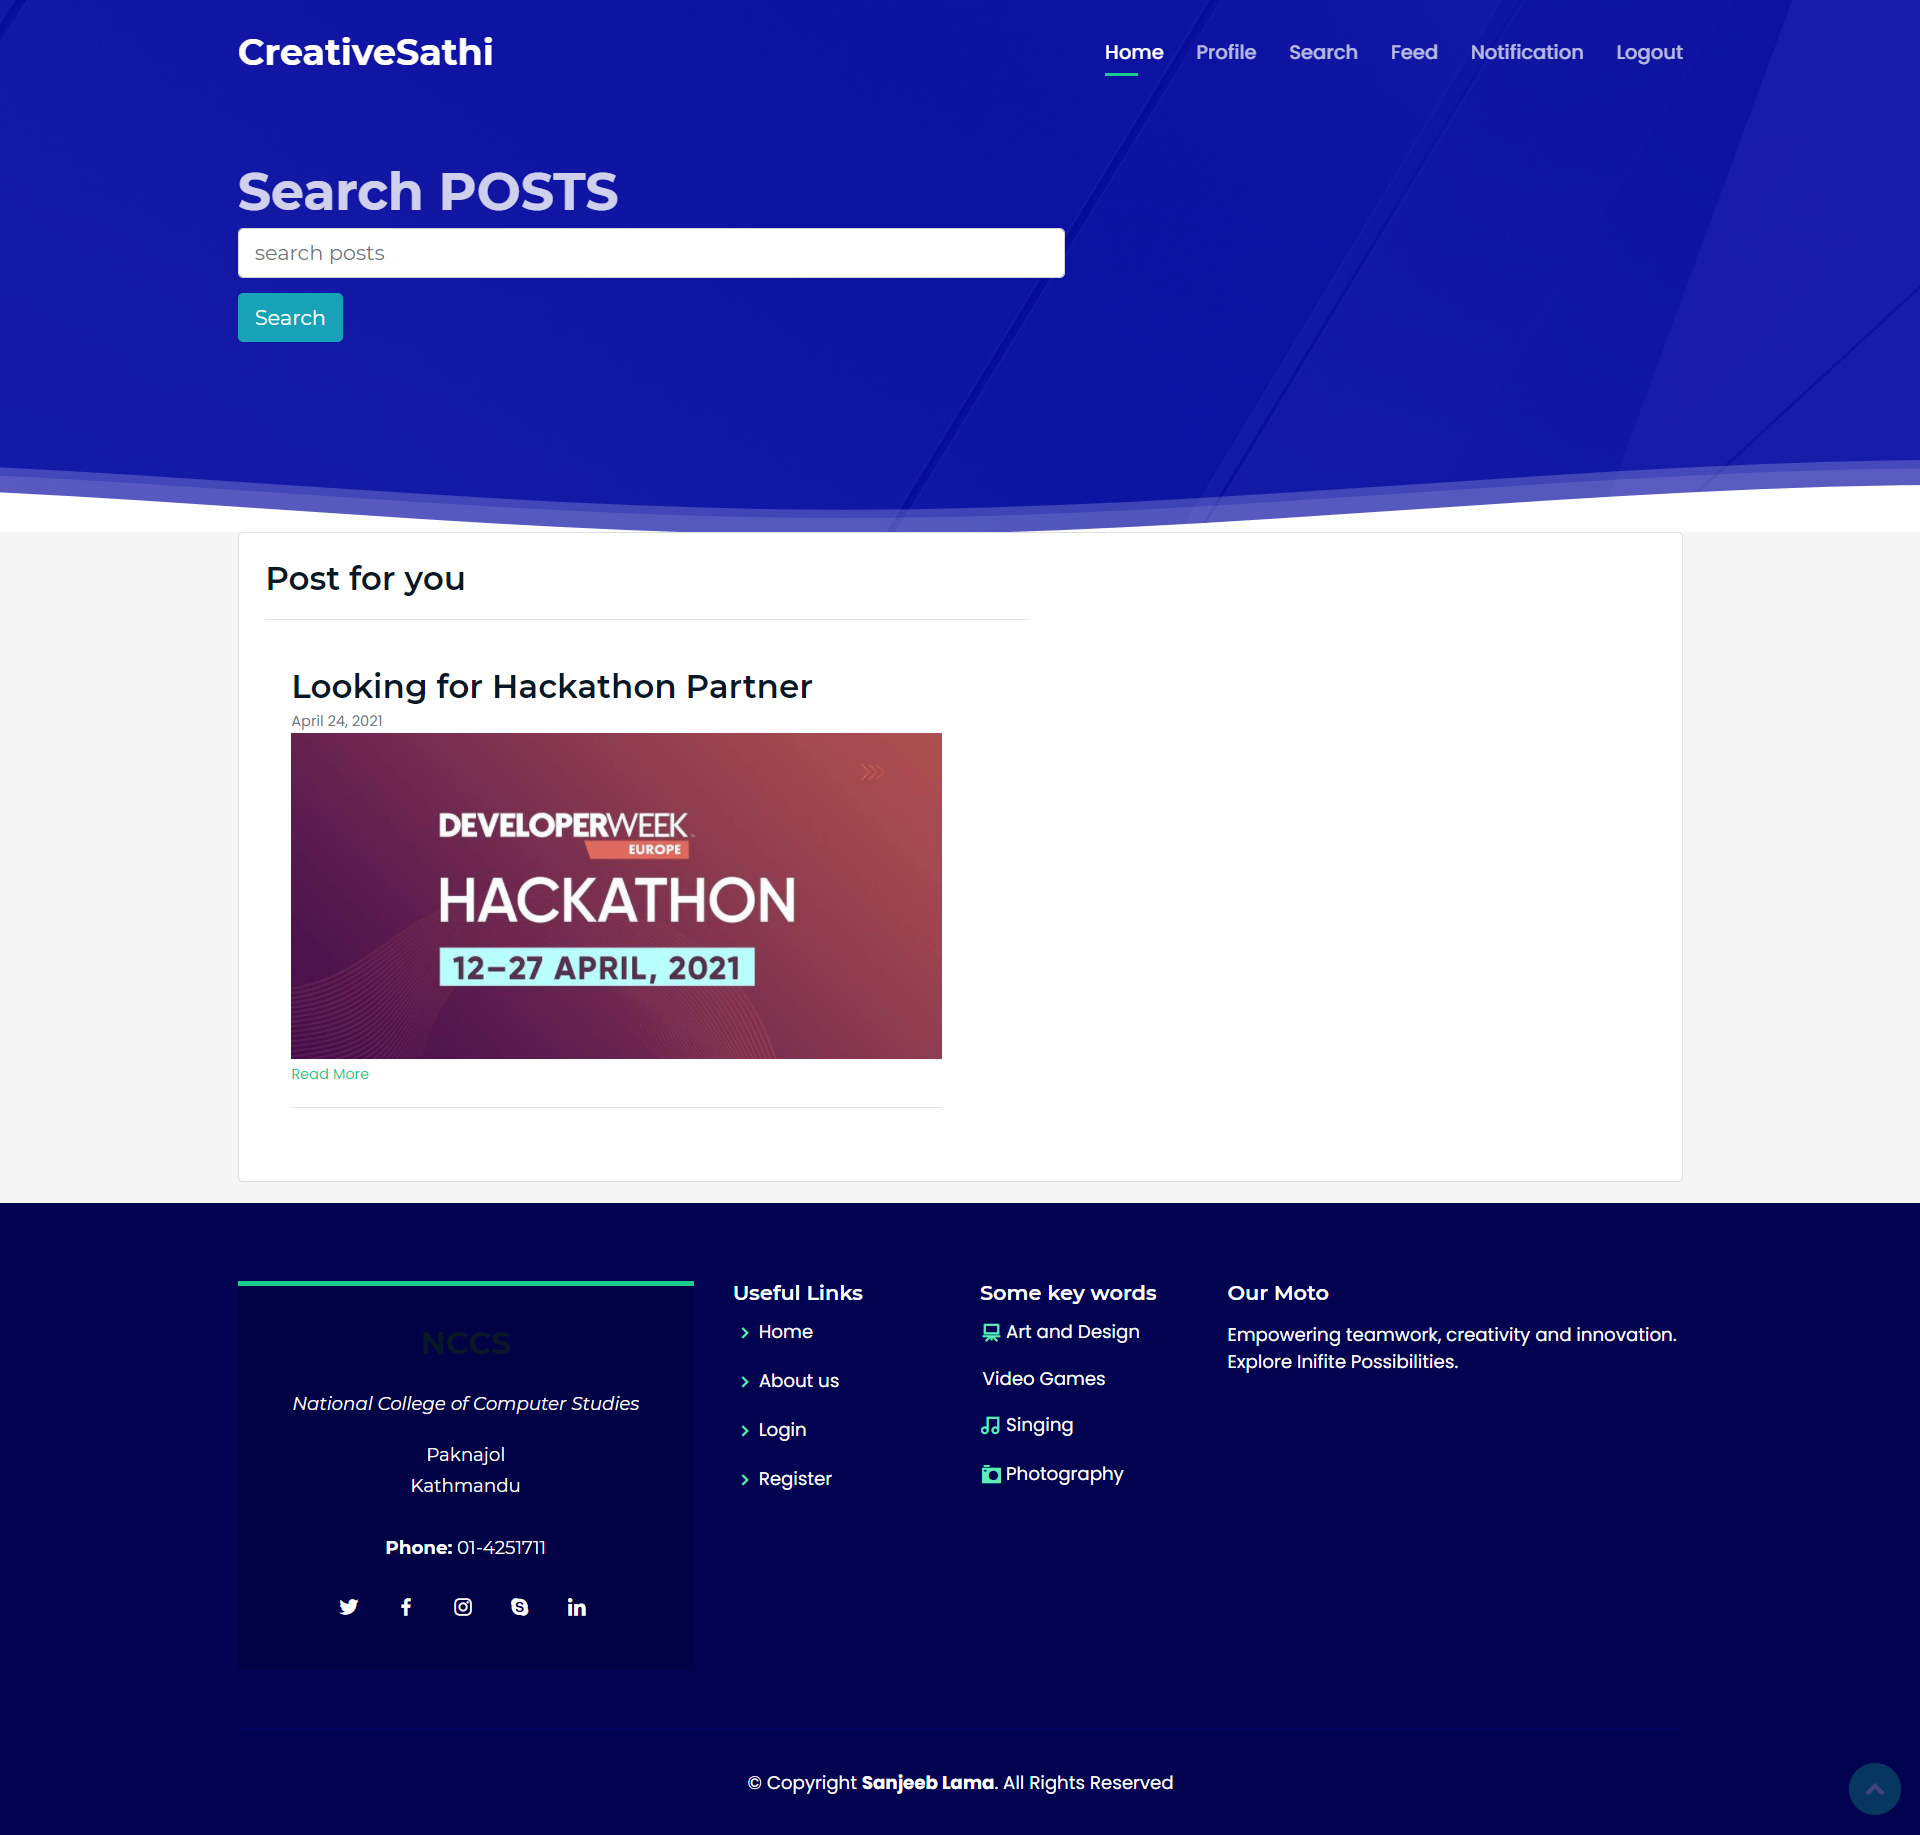 CreativeSathi
Home Profile Search Feed Notification Logout
Search POSTS
search posts
Search
Post for you
Looking for Hackathon Partner
April 24, 2021
DEVELOPERWEEK
EUROPE
HACKATHON
12–27 APRIL, 2021
Read More
NCCS
National College of Computer Studies
Paknajol
Kathmandu
Phone: 01-4251711
Useful Links
Home
About us
Login
Register
Some key words
Art and Design
Video Games
Singing
Photography
Our Moto
Empowering teamwork, creativity and innovation.
Explore Inifite Possibilities.
© Copyright Sanjeeb Lama. All Rights Reserved